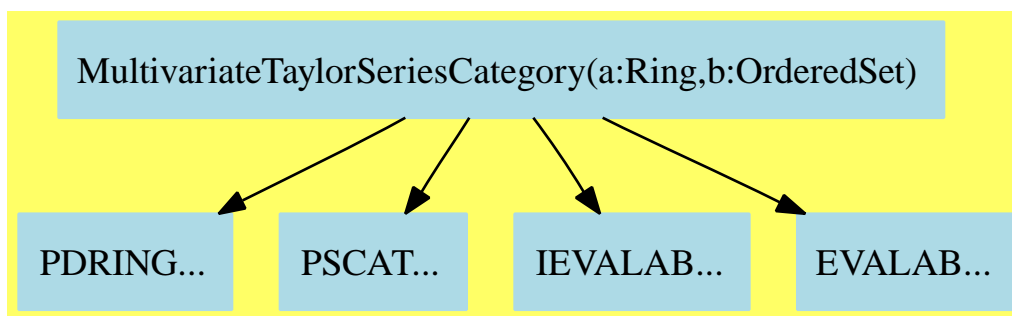 MultivariateTaylorSeriesCategory(a:Ring,b:OrderedSet)
PDRING... PSCAT... IEVALAB... EVALAB...